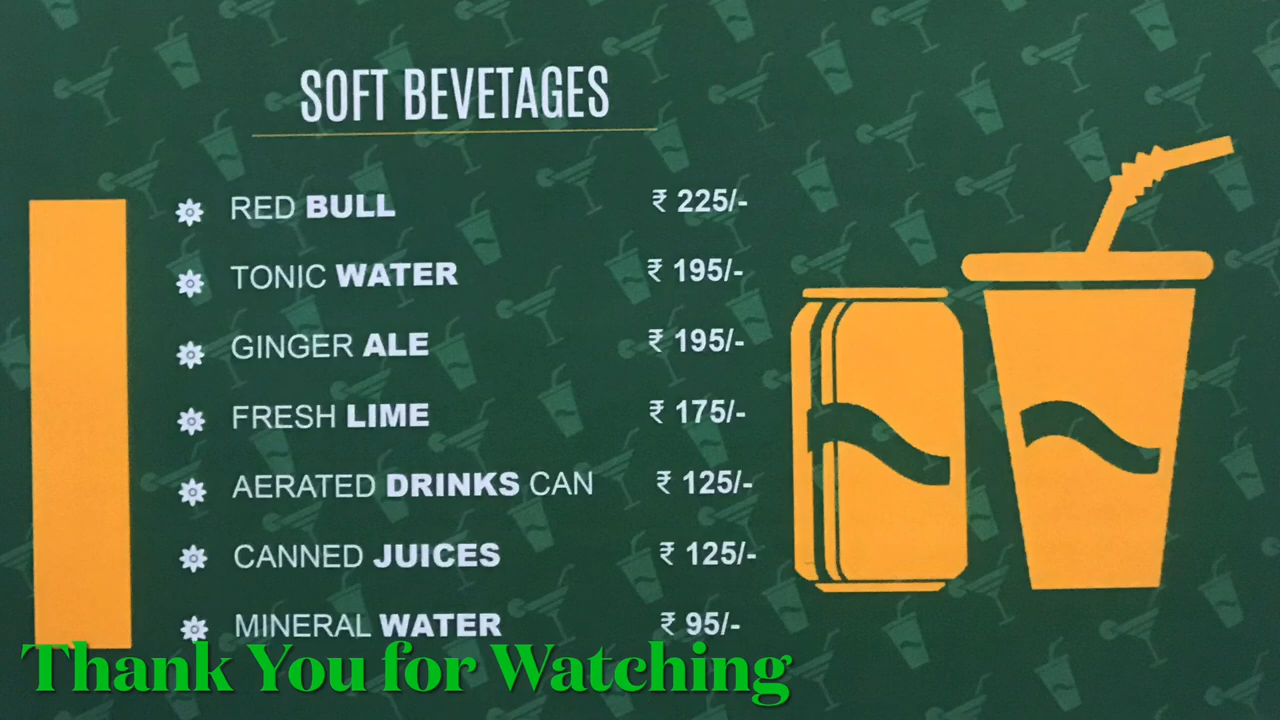 SOFT BEVETAGES
RED BULL ₹ 225/-
TONIC WATER ₹ 195/-
GINGER ALE ₹ 195/-
FRESH LIME ₹ 175/-
AERATED DRINKS CAN ₹ 125/-
CANNED JUICES ₹ 125/-
MINERAL WATER ₹ 95/-
Thank You for Watching